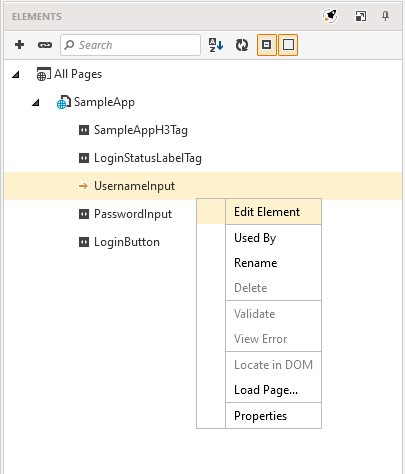 ELEMENTS
Search
All Pages
SampleApp
SampleAppH3Tag
LoginStatusLabelTag
UsernameInput
PasswordInput
LoginButton
Edit Element
Used By
Rename
Delete
Validate
View Error
Locate in DOM
Load Page...
Properties